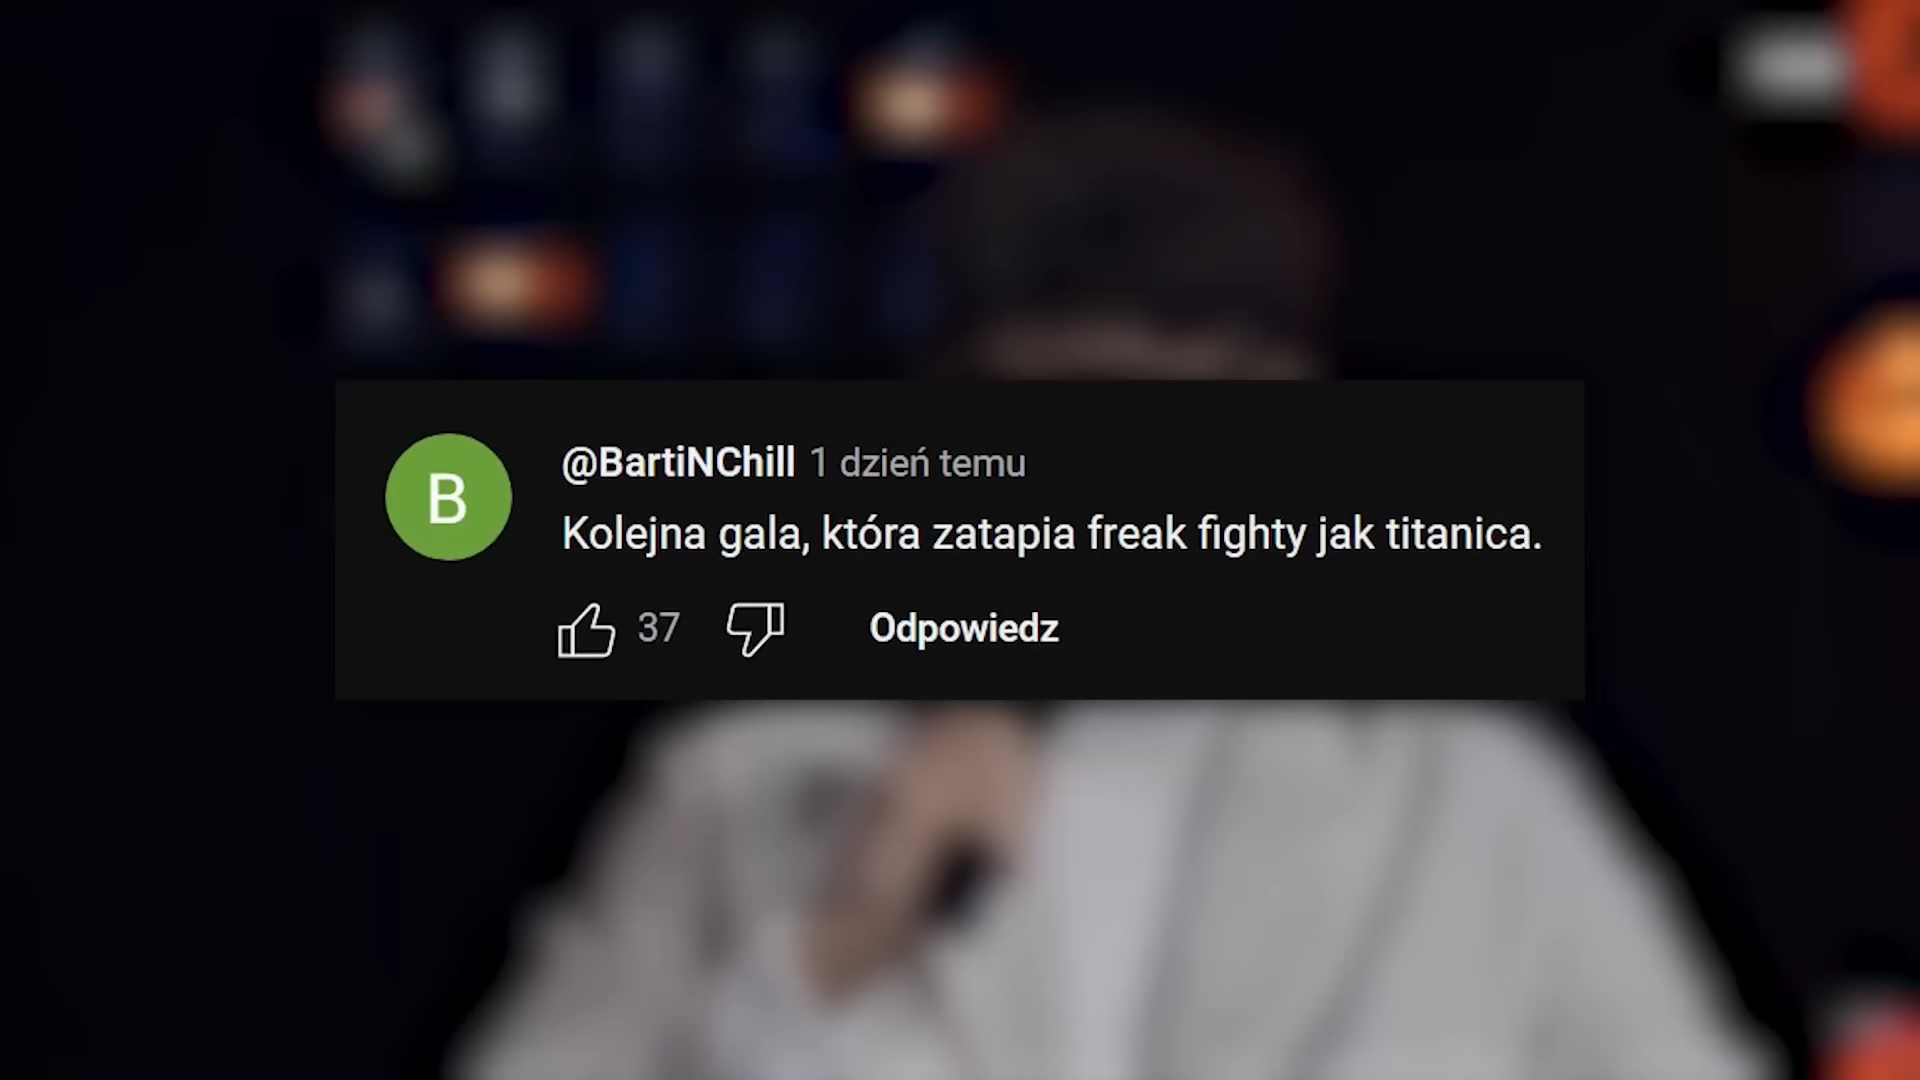 B
@BartiNChill 1 dzień temu
Kolejna gala, która zatapia freak fighty jak titanica.
37
Odpowiedz